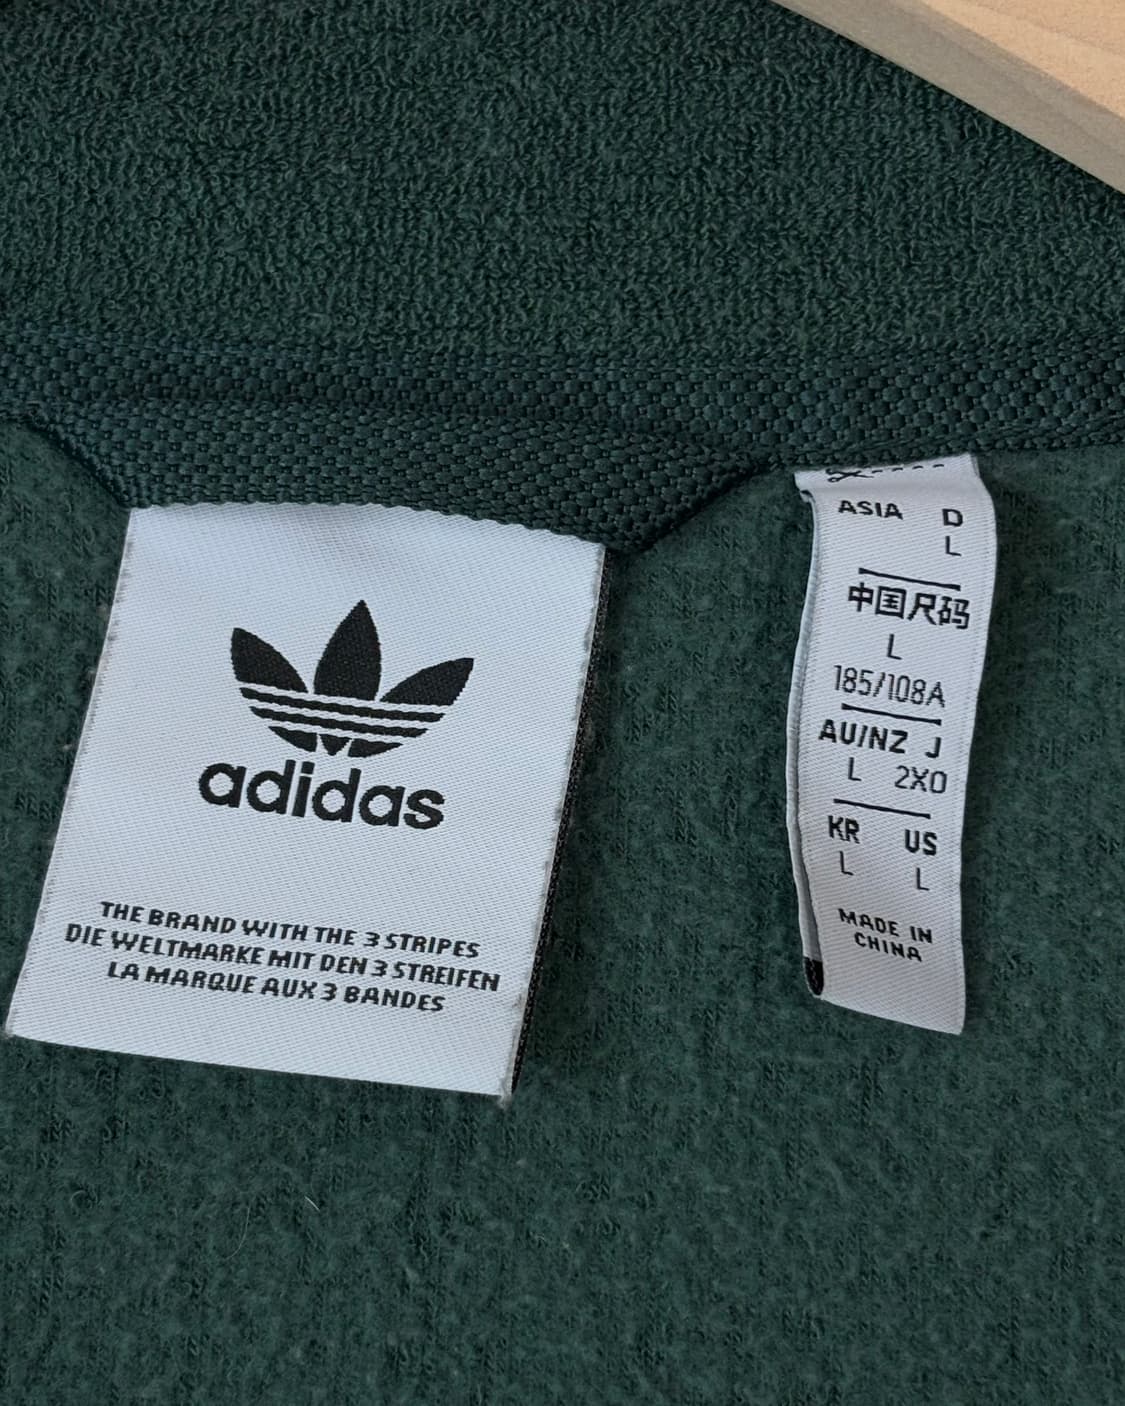 adidas
THE BRAND WITH THE 3 STRIPES
DIE WELTMARKE MIT DEN 3 STREIFEN
LA MARQUE AUX 3 BANDES
ASIA D
L
中国尺码
L
185/108A
AU/NZ J
L 2XO
KR US
L L
MADE IN
CHINA